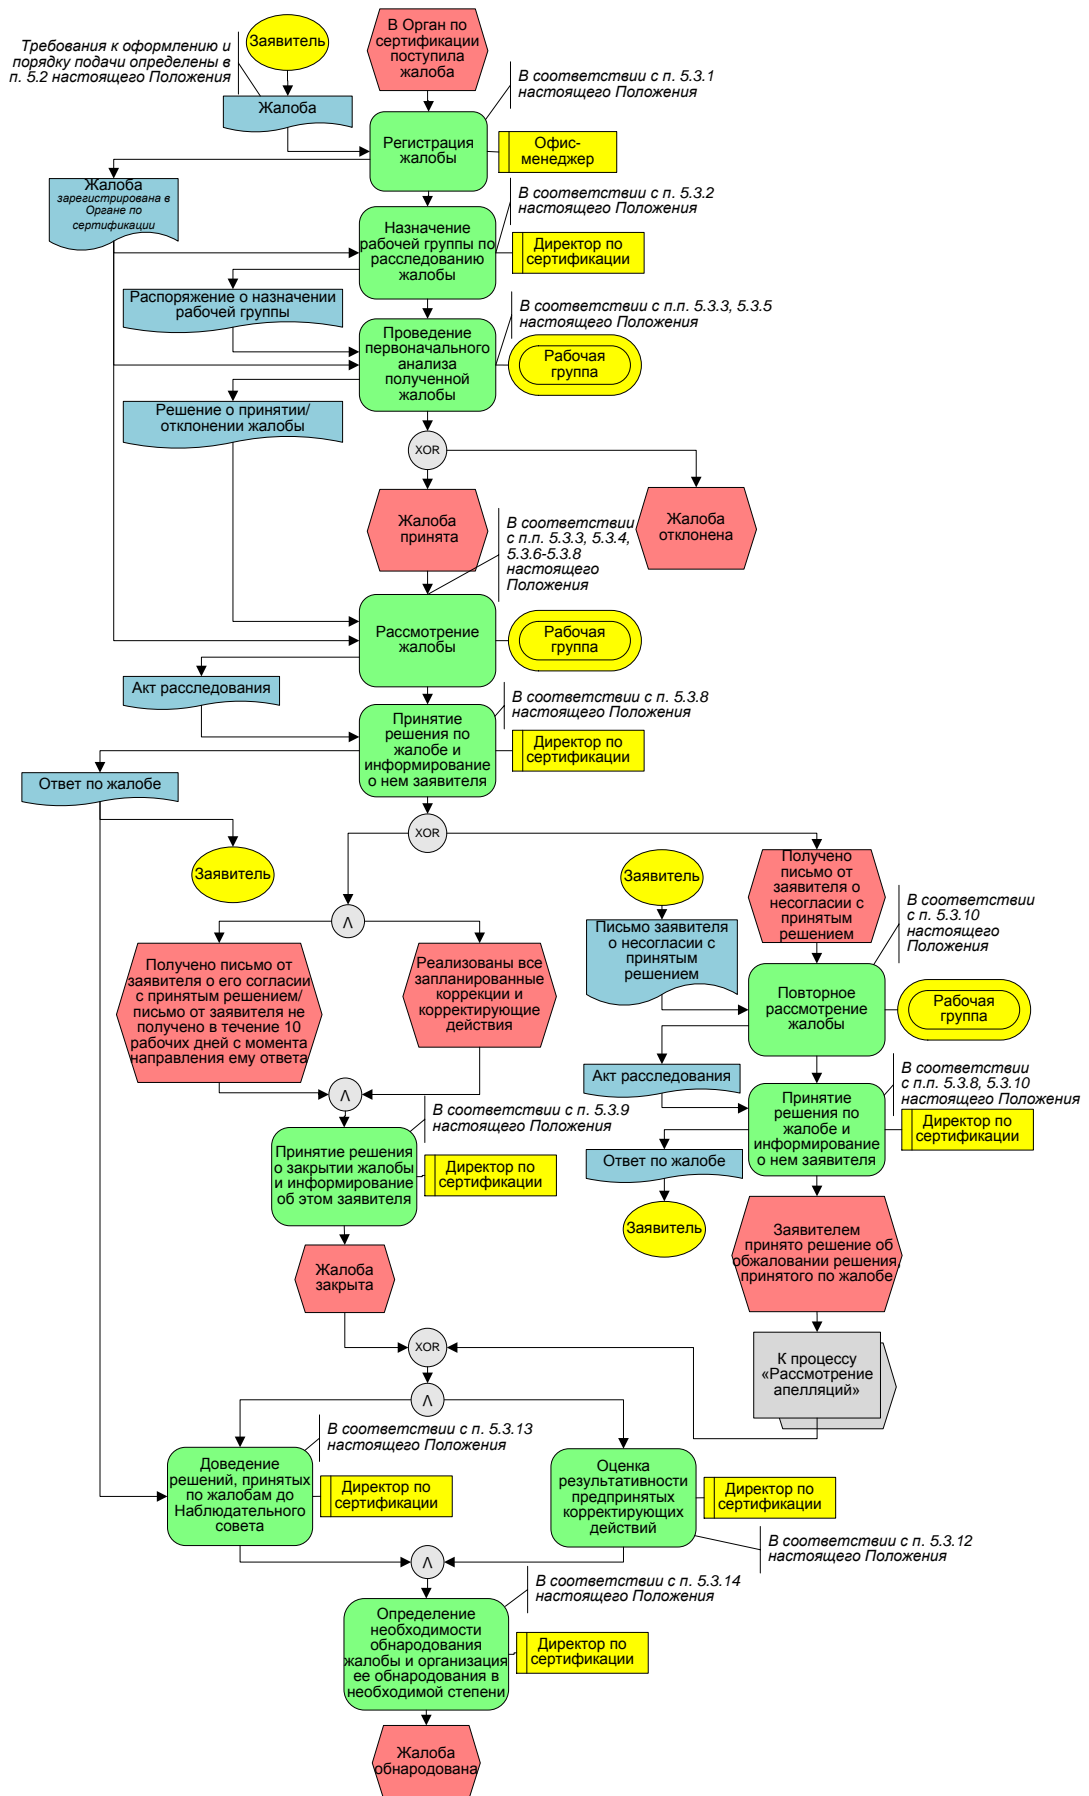 Требования к оформлению и
порядку подачи определены в
п. 5.2 настоящего Положения
Заявитель
В Орган по
сертификации
поступила
жалоба
Жалоба
В соответствии с п. 5.3.1
настоящего Положения
Регистрация
жалобы
Офис-
менеджер
Жалоба
зарегистрирована в
Органе по
сертификации
В соответствии с п. 5.3.2
настоящего Положения
Назначение
рабочей группы по
расследованию
жалобы
Директор по
сертификации
Распоряжение о назначении
рабочей группы
В соответствии с п.п. 5.3.3, 5.3.5
настоящего Положения
Проведение
первоначального
анализа
полученной
жалобы
Рабочая
группа
Решение о принятии/
отклонении жалобы
XOR
Жалоба
принята
В соответствии
с п.п. 5.3.3, 5.3.4,
5.3.6-5.3.8
настоящего
Положения
Жалоба
отклонена
Рассмотрение
жалобы
Рабочая
группа
Акт расследования
В соответствии с п. 5.3.8
настоящего Положения
Принятие
решения по
жалобе и
информирование
о нем заявителя
Директор по
сертификации
Ответ по жалобе
XOR
Заявитель
Заявитель
Получено
письмо от
заявителя о
несогласии с
принятым
решением
В соответствии
с п. 5.3.10
настоящего
Положения
Λ
Письмо заявителя
о несогласии с
принятым
решением
Получено письмо от
заявителя о его согласии
с принятым решением/
письмо от заявителя не
получено в течение 10
рабочих дней с момента
направления ему ответа
Реализованы все
запланированные
коррекции и
корректирующие
действия
Повторное
рассмотрение
жалобы
Рабочая
группа
Акт расследования
В соответствии
с п.п. 5.3.8, 5.3.10
настоящего Положения
Λ
В соответствии с п. 5.3.9
настоящего Положения
Принятие
решения по
жалобе и
информирование
о нем заявителя
Директор по
сертификации
Принятие решения
о закрытии жалобы
и информирование
об этом заявителя
Директор по
сертификации
Ответ по жалобе
Заявитель
Жалоба
закрыта
Заявителем
принято решение об
обжаловании решения,
принятого по жалобе
XOR
К процессу
«Рассмотрение
апелляций»
Λ
В соответствии с п. 5.3.13
настоящего Положения
Доведение
решений, принятых
по жалобам до
Наблюдательного
совета
Директор по
сертификации
Оценка
результативности
предпринятых
корректирующих
действий
Директор по
сертификации
В соответствии с п. 5.3.12
настоящего Положения
Λ
В соответствии с п. 5.3.14
настоящего Положения
Определение
необходимости
обнародования
жалобы и организация
ее обнародования в
необходимой степени
Директор по
сертификации
Жалоба
обнародована